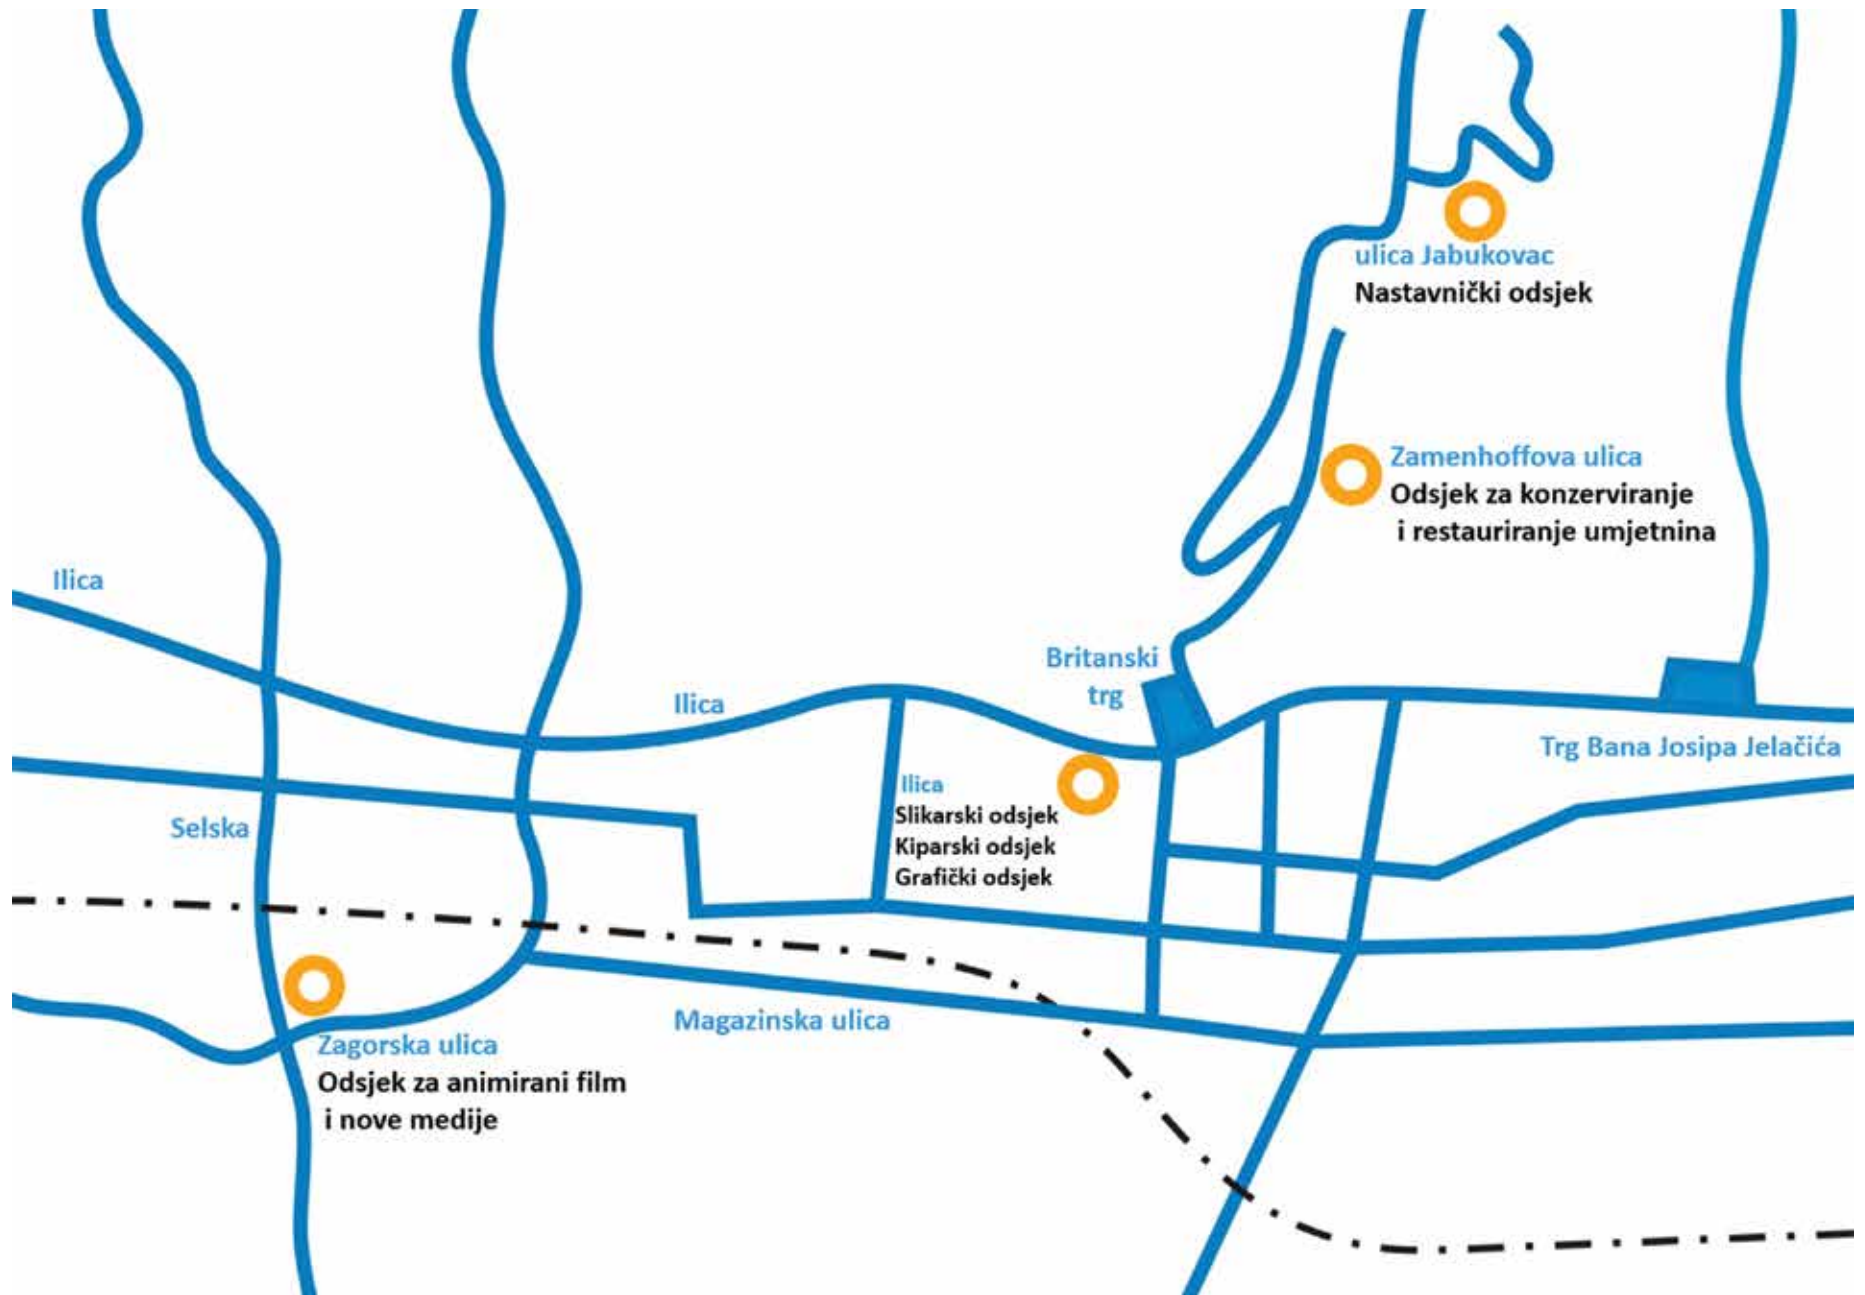 ulica Jabukovac
Nastavnički odsjek
Zamenhoffova ulica
Odsjek za konzerviranje
i restauriranje umjetnina
Ilica
Britanski
trg
Ilica
Trg Bana Josipa Jelačića
Ilica
Slikarski odsjek
Kiparski odsjek
Grafički odsjek
Selska
Magazinska ulica
Zagorska ulica
Odsjek za animirani film
i nove medije